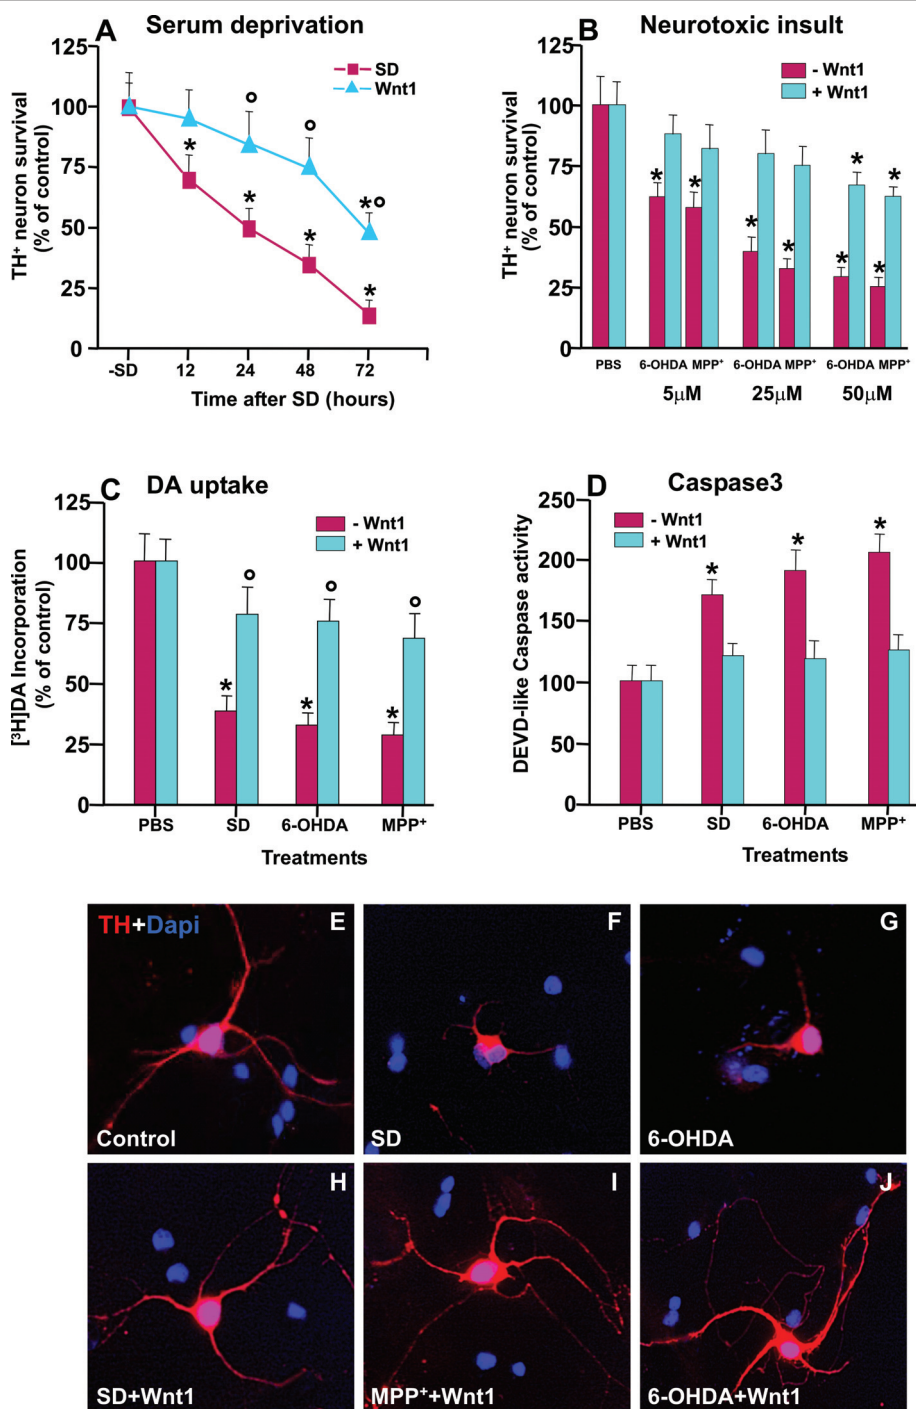 A Serum deprivation
TH⁺ neuron survival
(% of control)
125
100
75
50
25
0
SD
Wnt1
*
*
*
*
°
°
*°
-SD 12 24 48 72
Time after SD (hours)
B Neurotoxic insult
TH⁺ neuron survival
(% of control)
125
100
75
50
25
0
- Wnt1
+ Wnt1
* * * * * * * *
PBS 6-OHDA MPP⁺ 6-OHDA MPP⁺ 6-OHDA MPP⁺
5μM 25μM 50μM
C DA uptake
[³H]DA Incorporation
(% of control)
125
100
75
50
25
0
- Wnt1
+ Wnt1
° ° °
* * *
PBS SD 6-OHDA MPP⁺
Treatments
D Caspase3
DEVD-like Caspase activity
250
200
150
100
50
0
- Wnt1
+ Wnt1
* * *
PBS SD 6-OHDA MPP⁺
Treatments
TH+Dapi E
Control
F
SD
G
6-OHDA
H
SD+Wnt1
I
MPP⁺+Wnt1
J
6-OHDA+Wnt1